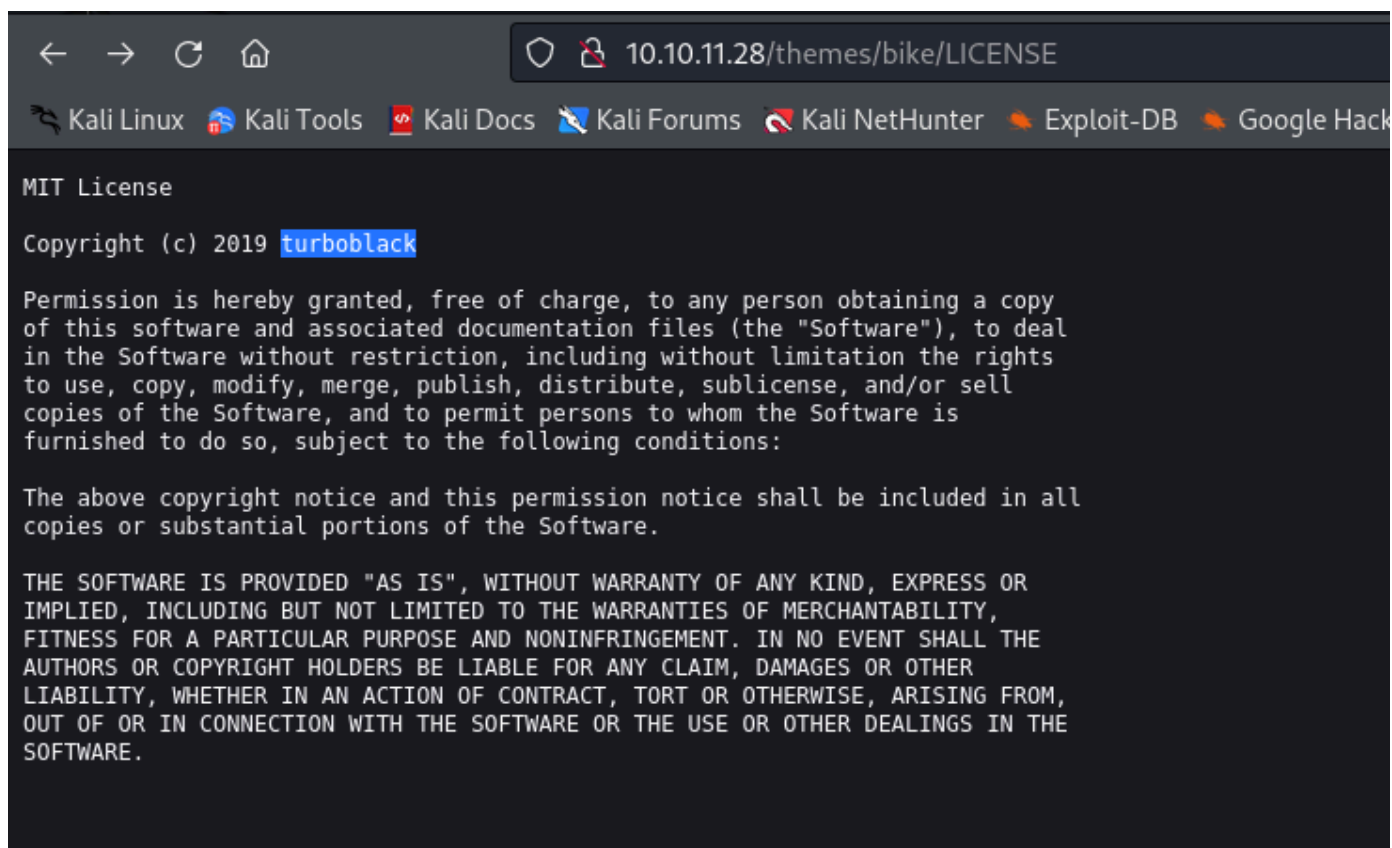 10.10.11.28/themes/bike/LICENSE
Kali Linux Kali Tools Kali Docs Kali Forums Kali NetHunter Exploit-DB Google Hack
MIT License
Copyright (c) 2019 turboblack
Permission is hereby granted, free of charge, to any person obtaining a copy
of this software and associated documentation files (the "Software"), to deal
in the Software without restriction, including without limitation the rights
to use, copy, modify, merge, publish, distribute, sublicense, and/or sell
copies of the Software, and to permit persons to whom the Software is
furnished to do so, subject to the following conditions:
The above copyright notice and this permission notice shall be included in all
copies or substantial portions of the Software.
THE SOFTWARE IS PROVIDED "AS IS", WITHOUT WARRANTY OF ANY KIND, EXPRESS OR
IMPLIED, INCLUDING BUT NOT LIMITED TO THE WARRANTIES OF MERCHANTABILITY,
FITNESS FOR A PARTICULAR PURPOSE AND NONINFRINGEMENT. IN NO EVENT SHALL THE
AUTHORS OR COPYRIGHT HOLDERS BE LIABLE FOR ANY CLAIM, DAMAGES OR OTHER
LIABILITY, WHETHER IN AN ACTION OF CONTRACT, TORT OR OTHERWISE, ARISING FROM,
OUT OF OR IN CONNECTION WITH THE SOFTWARE OR THE USE OR OTHER DEALINGS IN THE
SOFTWARE.